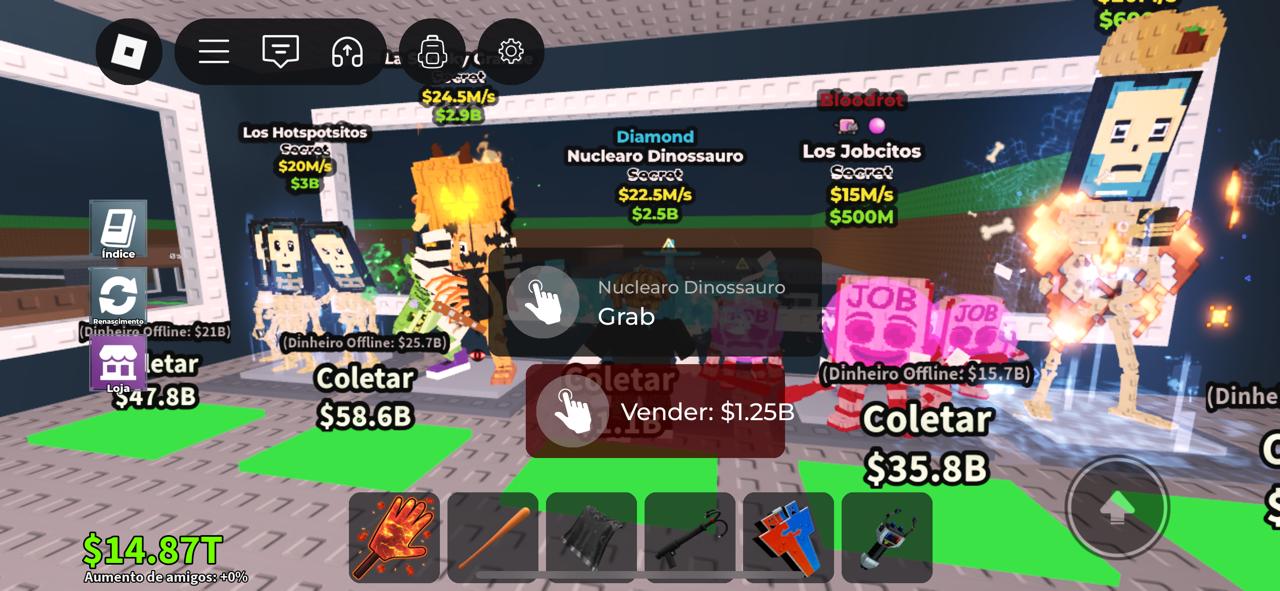 $24.5M/s
$2.9B
Los Hotspotsitos
Secret
$20M/s
$3B
Diamond
Nuclearo Dinossauro
Secret
$22.5M/s
$2.5B
Bloodrot
Los Jobcitos
Secret
$15M/s
$500M
Índice
Renascimento
Loja
Nuclearo Dinossauro
Grab
Vender: $1.25B
JOB
JOB
(Dinheiro Offline: $21B)
$47.8B
(Dinheiro Offline: $25.7B)
Coletar
$58.6B
Coletar
(Dinheiro Offline: $15.7B)
Coletar
$35.8B
$14.87T
Aumento de amigos: +0%